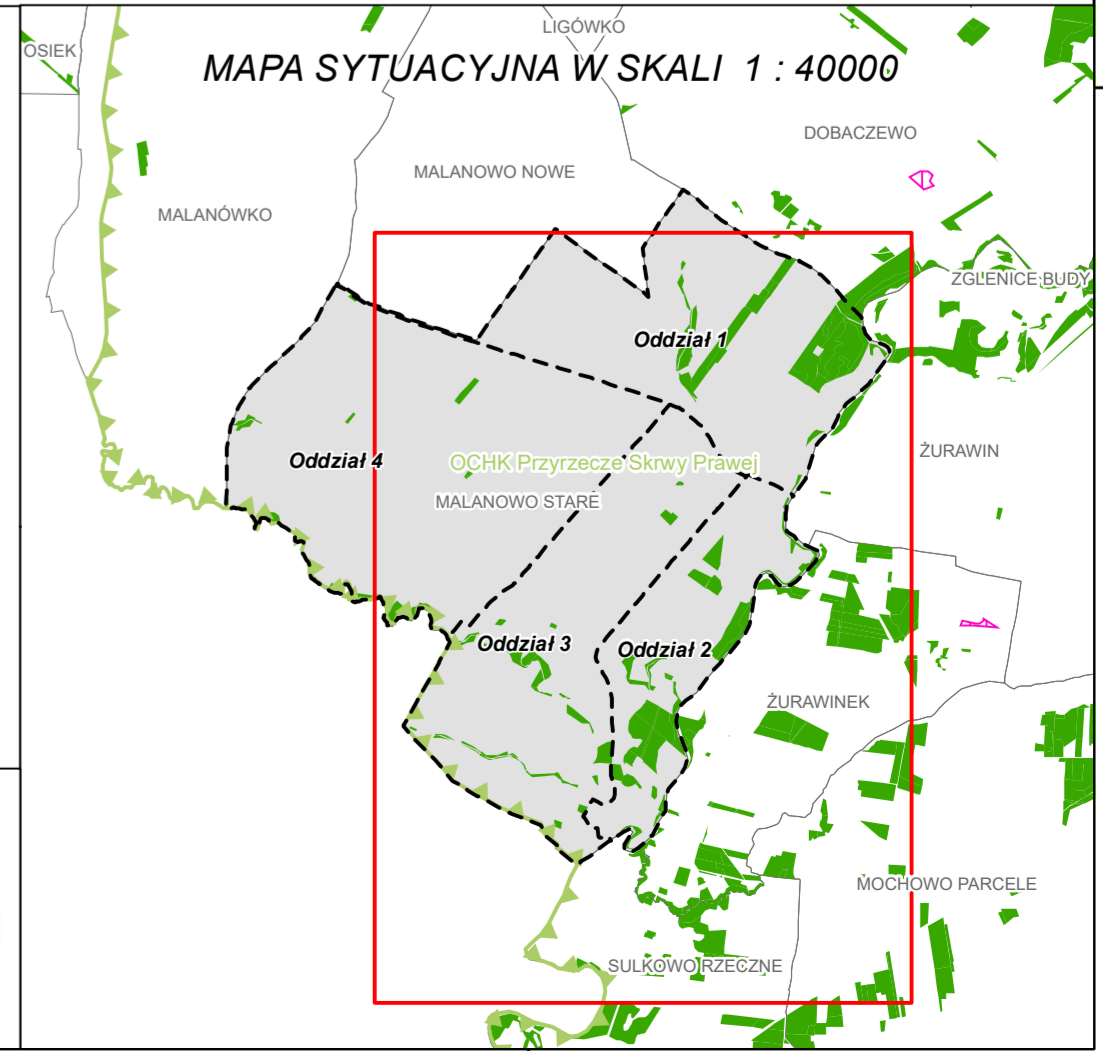 LIGÓWKO
OSIEK
MAPA SYTUACYJNA W SKALI 1 : 40000
DOBACZEWO
MALANOWO NOWE
MALANÓWKO
ZGLENICE BUDY
Oddział 1
ŻURAWIN
Oddział 4
OCHK Przyrzecze Skrwy Prawej
MALANOWO STARE
Oddział 3
Oddział 2
ŻURAWINEK
MOCHOWO PARCELE
SULKOWO RZECZNE